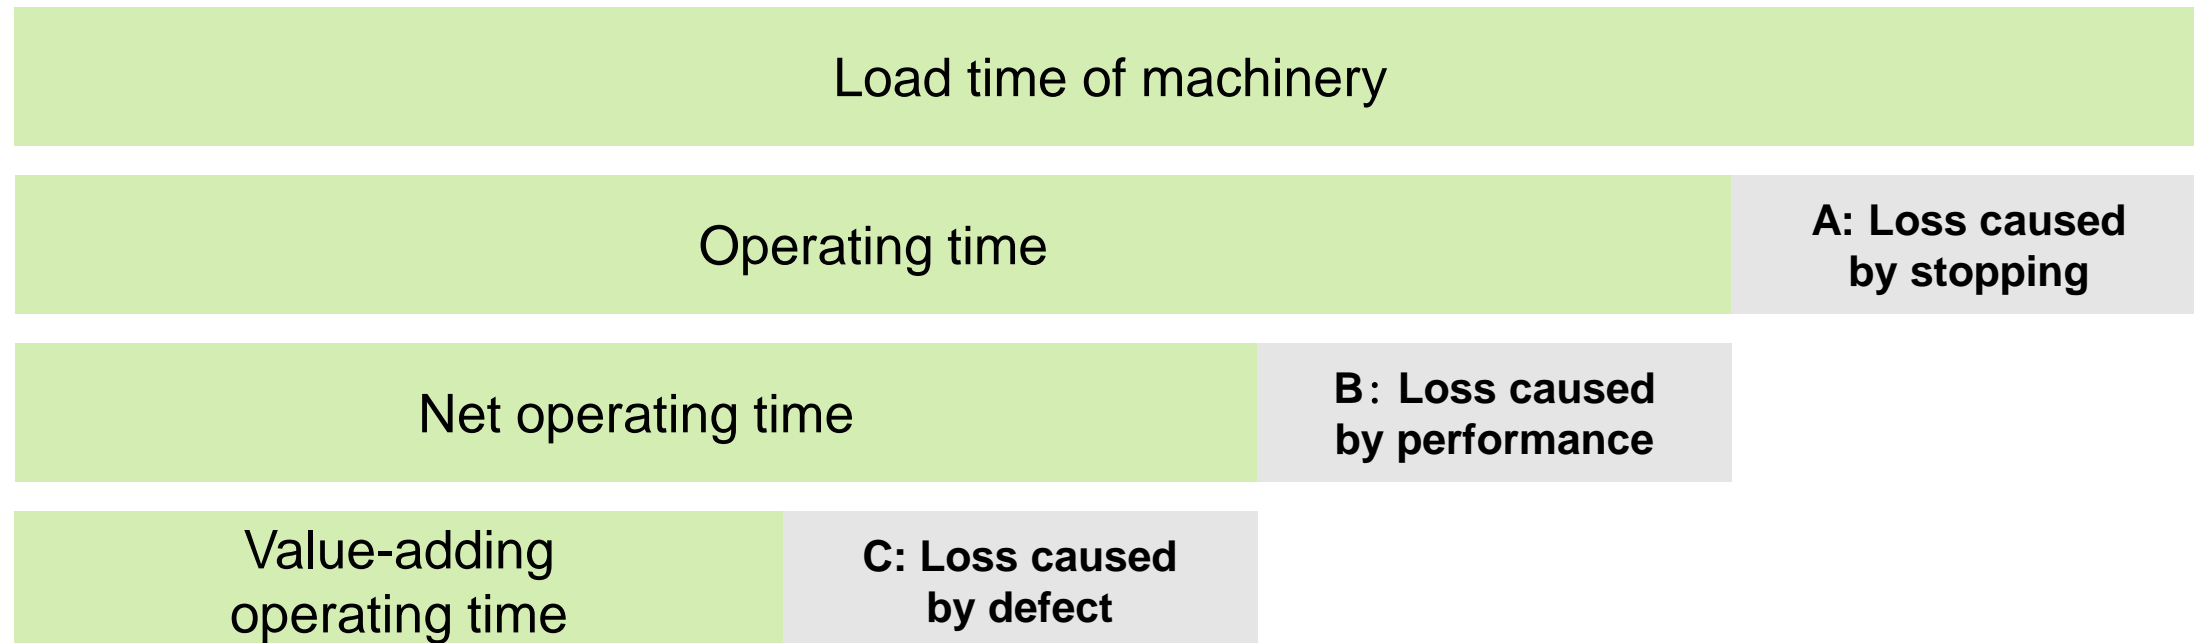 Load time of machinery
Operating time
A: Loss caused
by stopping
Net operating time
B： Loss caused
by performance
Value-adding
operating time
C: Loss caused
by defect